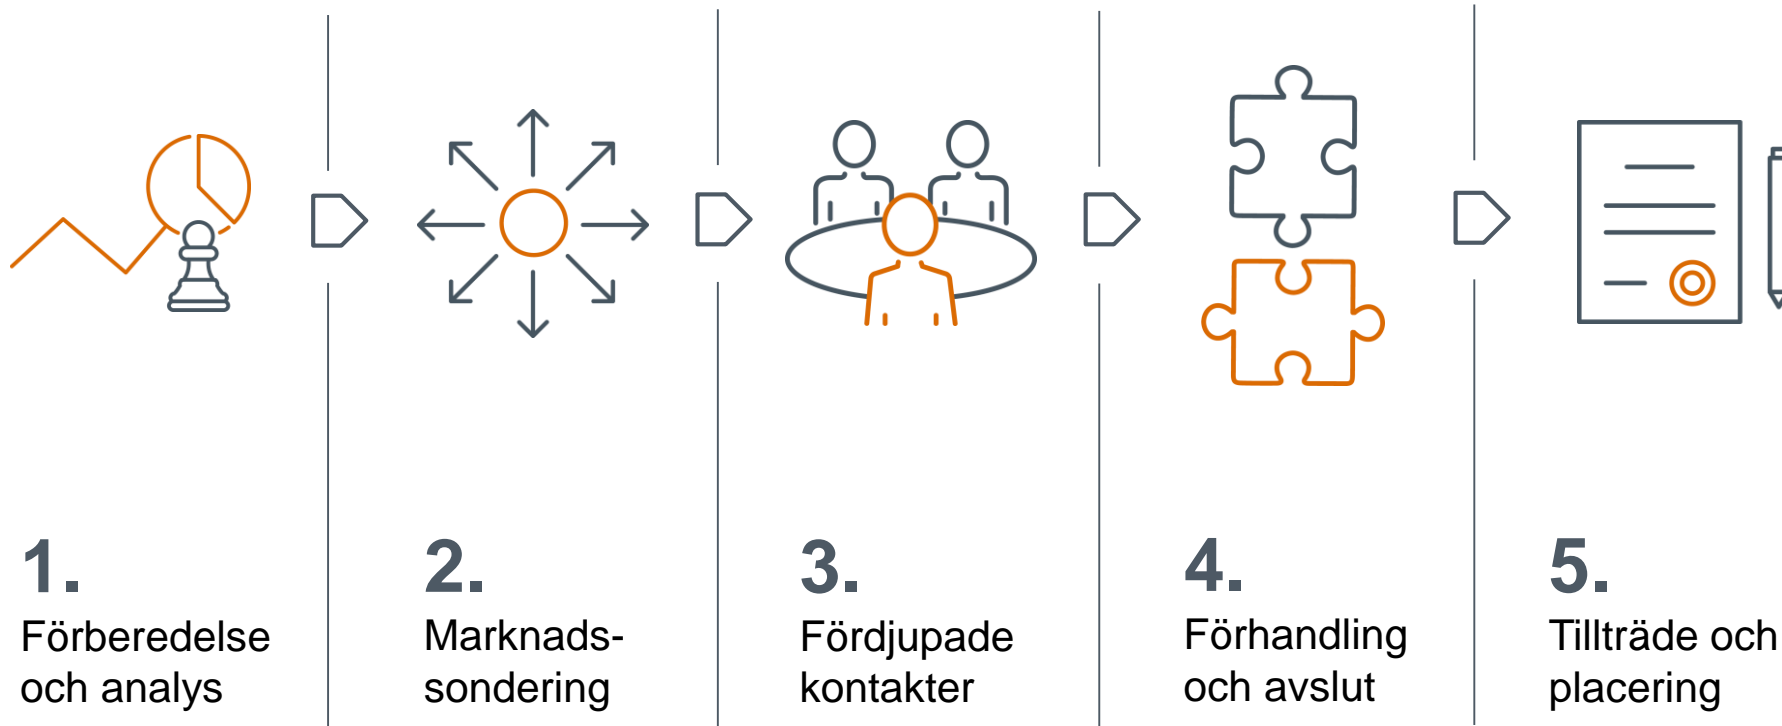 1.
Förberedelse
och analys
2.
Marknads-
sondering
3.
Fördjupade
kontakter
4.
Förhandling
och avslut
5.
Tillträde och
placering